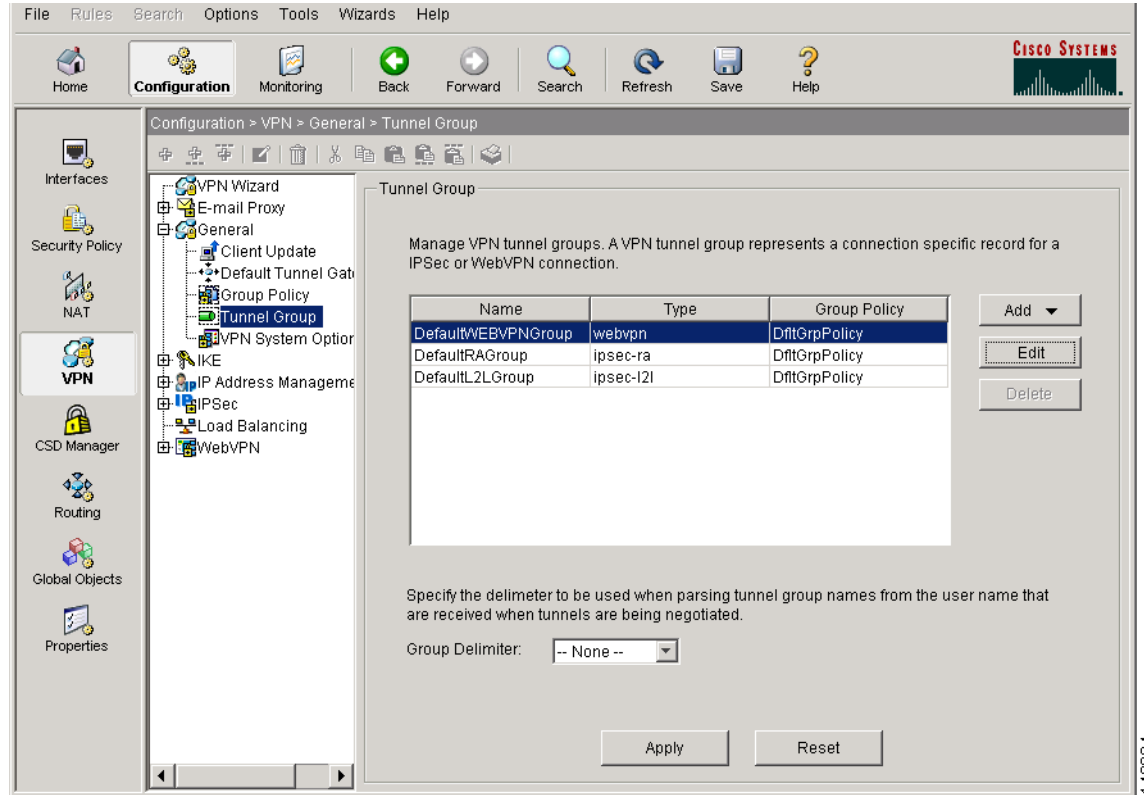 File Rules Search Options Tools Wizards Help
Home Configuration Monitoring Back Forward Search Refresh Save Help
CISCO SYSTEMS
Configuration > VPN > General > Tunnel Group
Interfaces
Security Policy
NAT
VPN
CSD Manager
Routing
Global Objects
Properties
VPN Wizard
E-mail Proxy
General
Client Update
Default Tunnel Gat
Group Policy
Tunnel Group
VPN System Option
IKE
IP Address Manageme
IPSec
Load Balancing
WebVPN
Tunnel Group
Manage VPN tunnel groups. A VPN tunnel group represents a connection specific record for a
IPSec or WebVPN connection.
Name Type Group Policy
DefaultWEBVPNGroup webvpn DfltGrpPolicy
DefaultRAGroup ipsec-ra DfltGrpPolicy
DefaultL2LGroup ipsec-l2l DfltGrpPolicy
Add
Edit
Delete
Specify the delimeter to be used when parsing tunnel group names from the user name that
are received when tunnels are being negotiated.
Group Delimiter: -- None --
Apply Reset